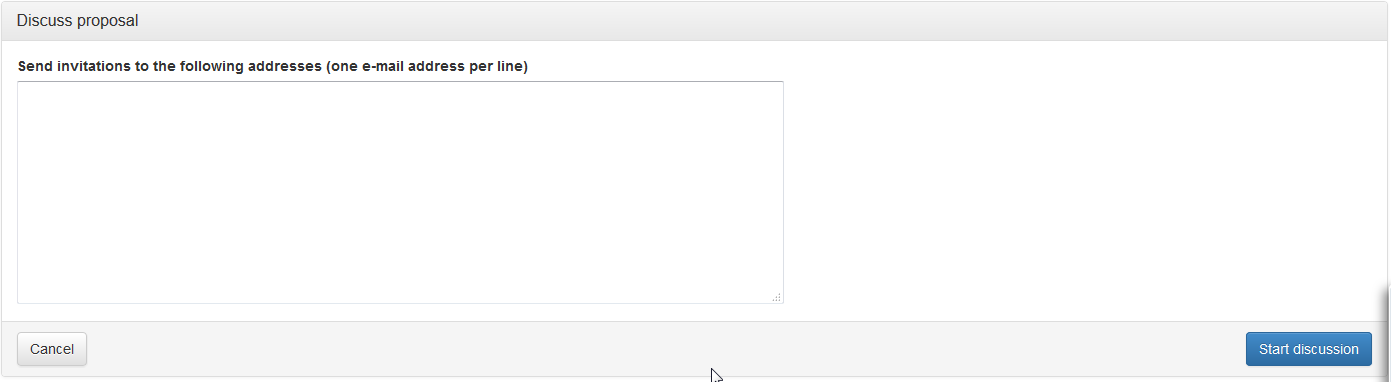 Discuss proposal
Send invitations to the following addresses (one e-mail address per line)
Cancel
Start discussion